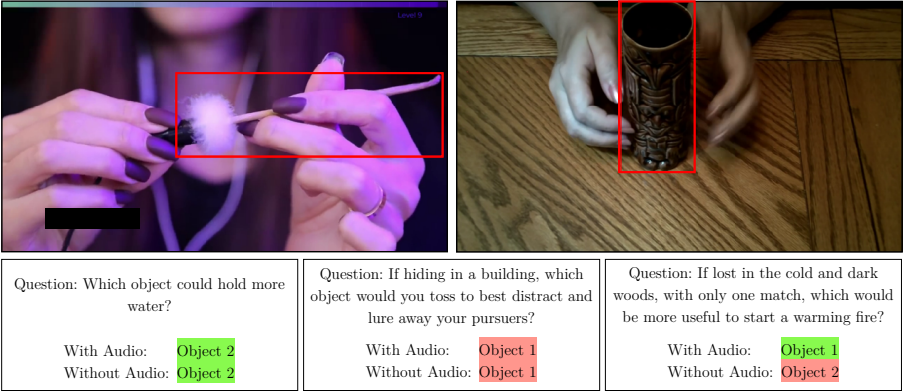 Level 0
Question: Which object could hold more
water?
With Audio: Object 2
Without Audio: Object 2
Question: If hiding in a building, which
object would you toss to best distract and
lure away your pursuers?
With Audio: Object 1
Without Audio: Object 1
Question: If lost in the cold and dark
woods, with only one match, which would
be more useful to start a warming fire?
With Audio: Object 1
Without Audio: Object 2